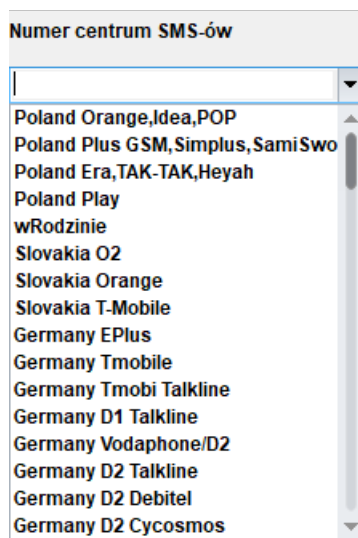 Numer centrum SMS-ów
Poland Orange,Idea,POP
Poland Plus GSM,Simplus,SamiSwo
Poland Era,TAK-TAK,Heyah
Poland Play
wRodzinie
Slovakia O2
Slovakia Orange
Slovakia T-Mobile
Germany EPlus
Germany Tmobile
Germany Tmobi Talkline
Germany D1 Talkline
Germany Vodaphone/D2
Germany D2 Talkline
Germany D2 Debitel
Germany D2 Cycosmos